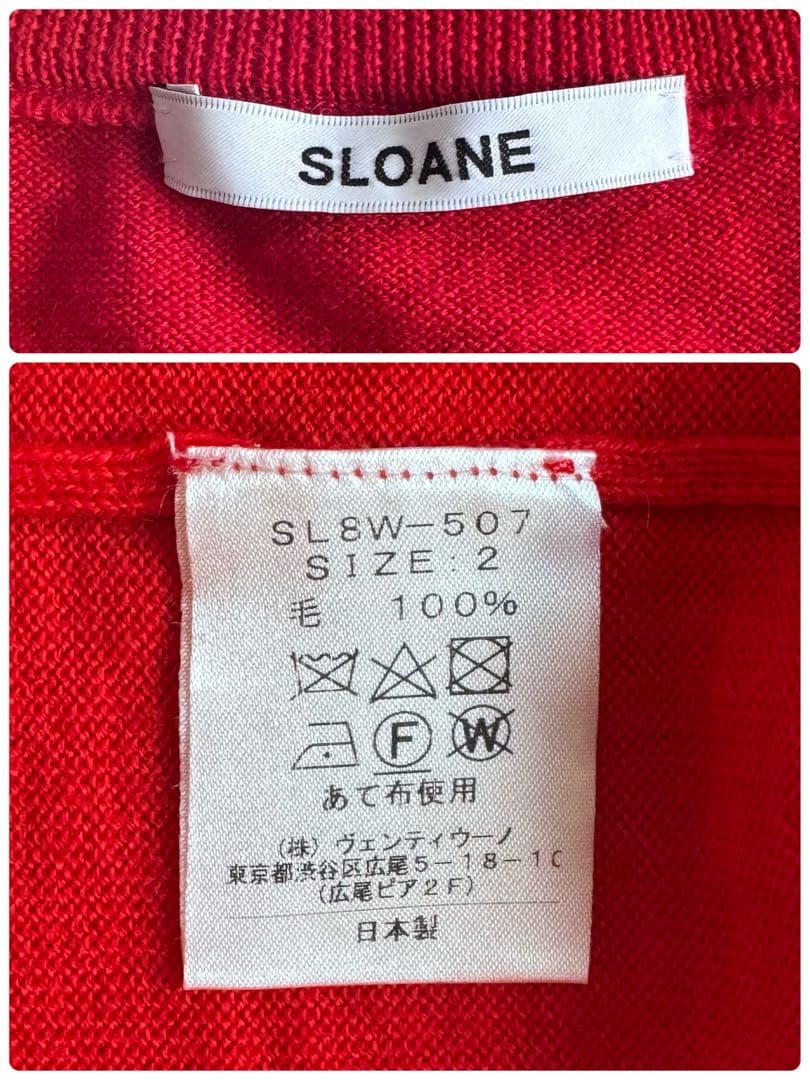 SLOANE
SL8W-507
SIZE:2
毛 100%
F W
あて布使用
(株)ヴェンティウーノ
東京都渋谷区広尾5-18-10
(広尾ピア2F)
日本製